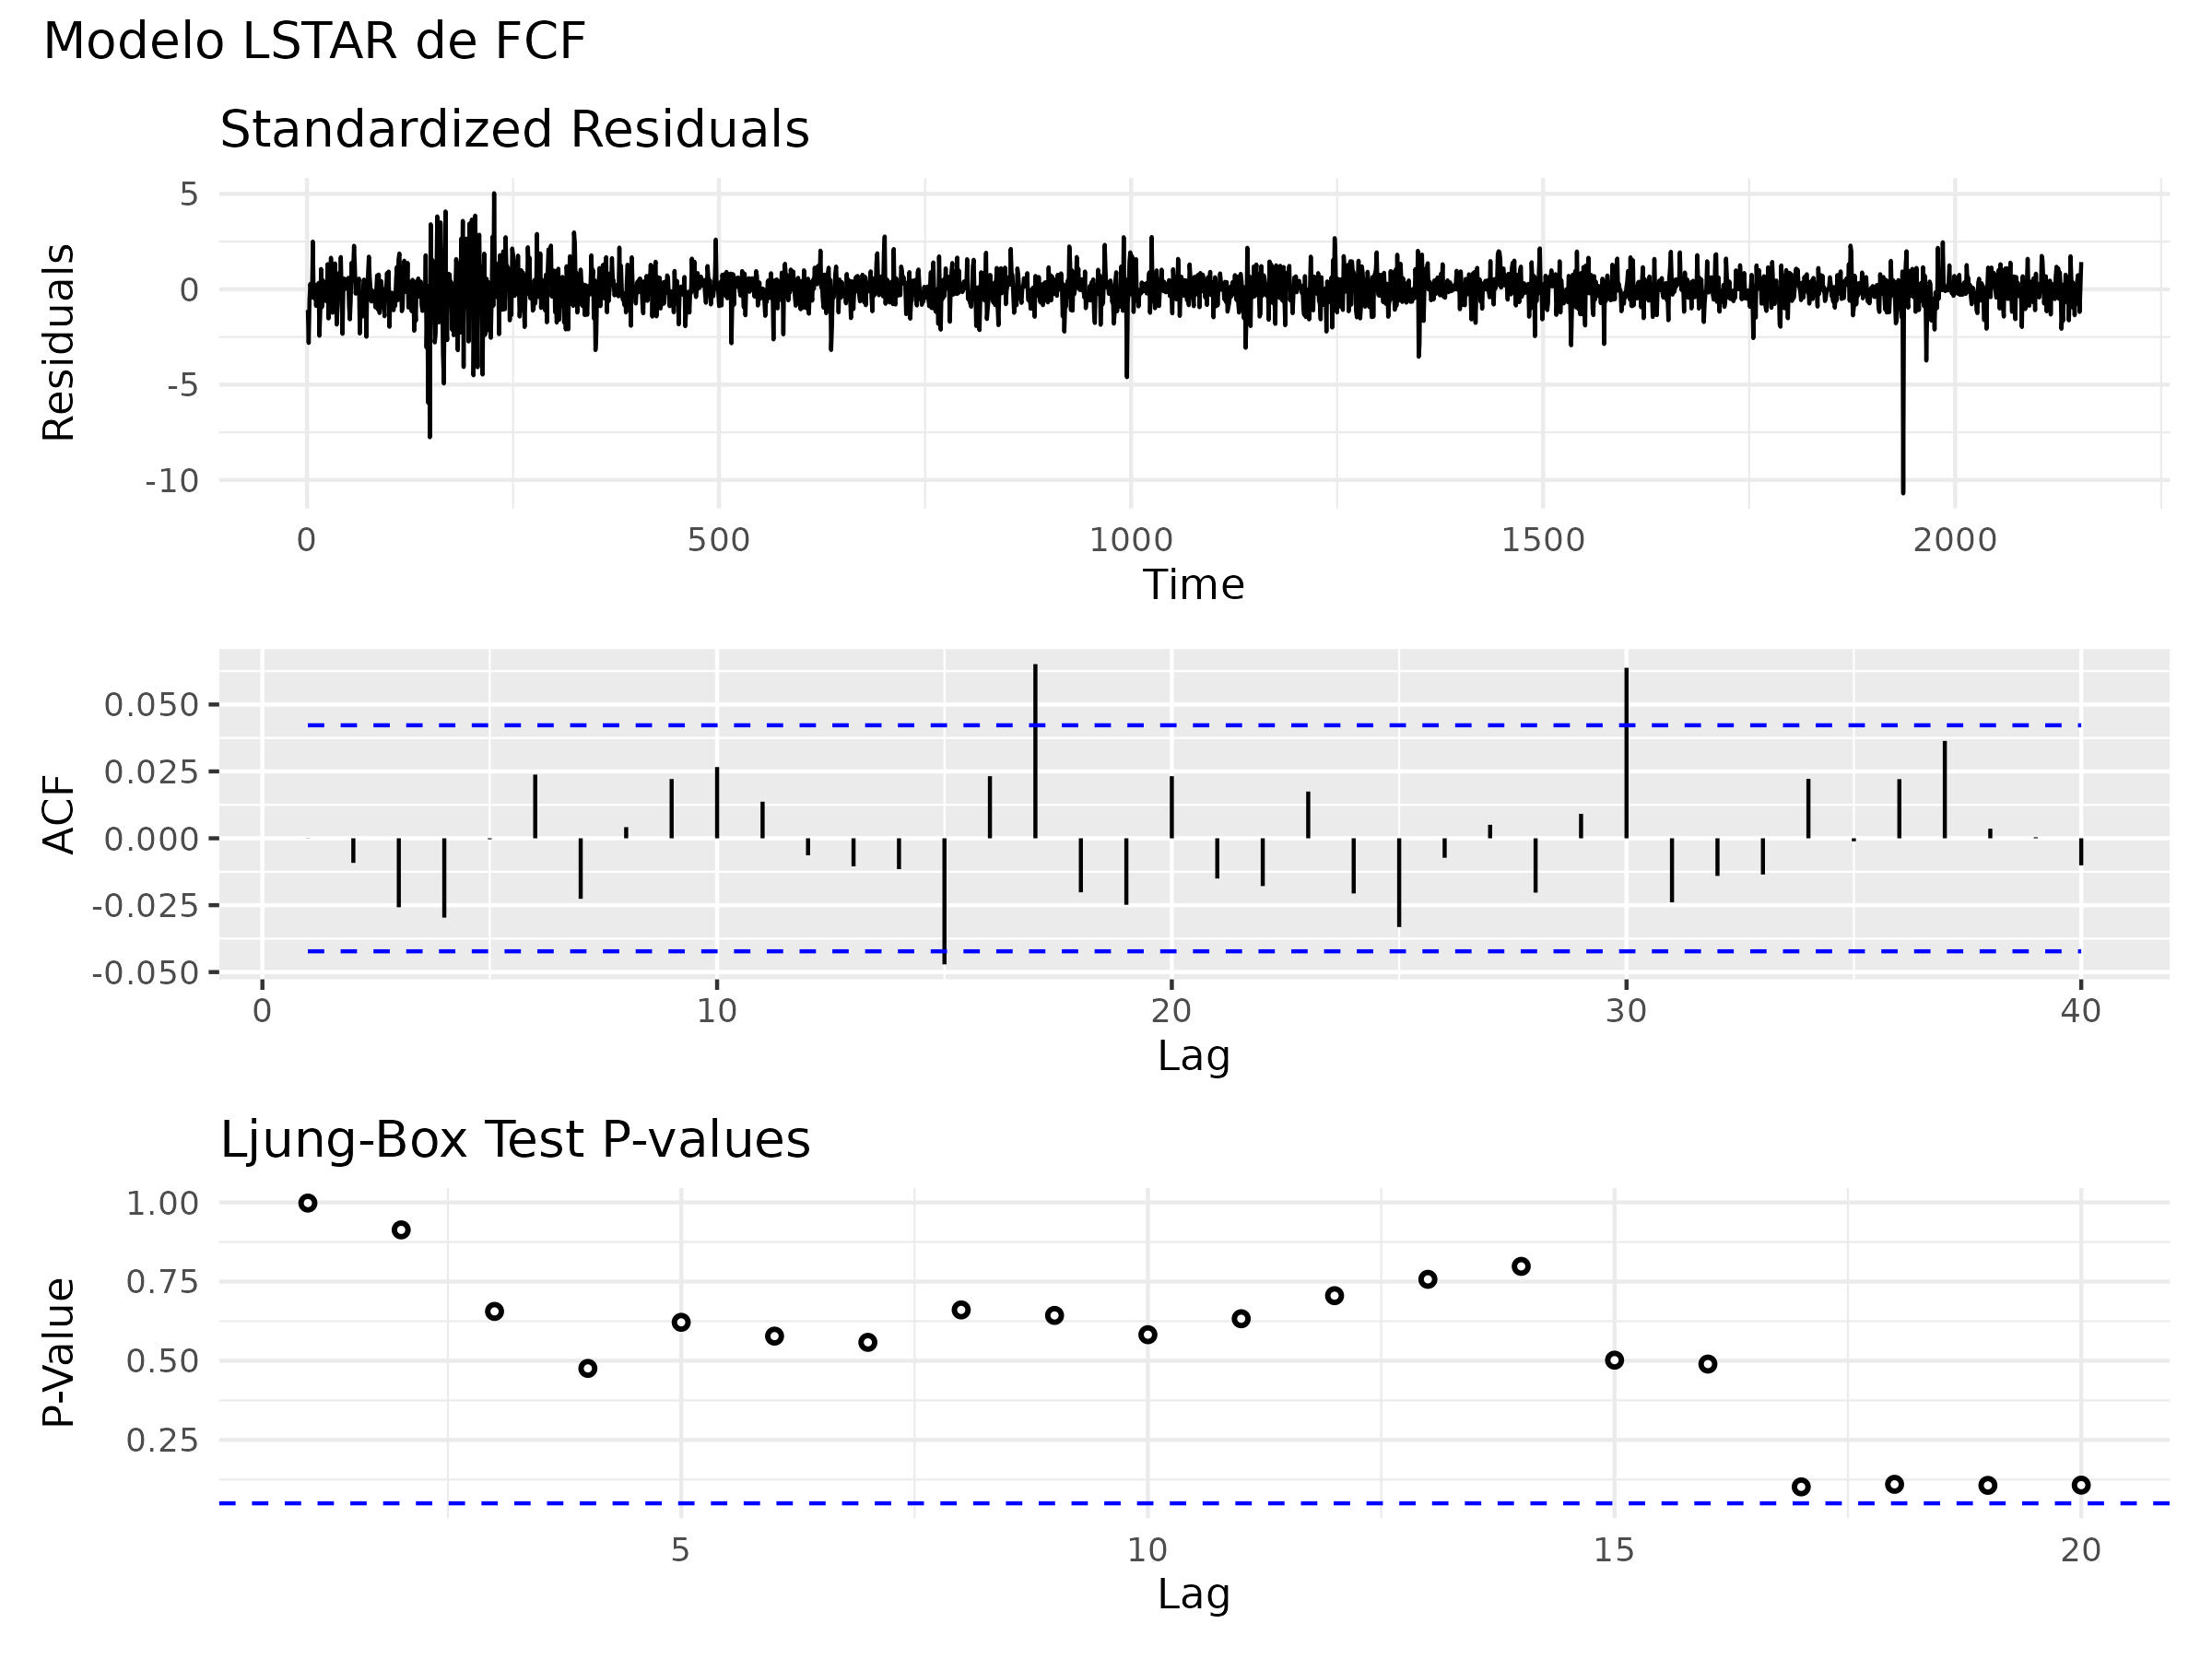 Modelo LSTAR de FCF
Standardized Residuals
5
0
-5
-10
Residuals
0 500 1000 1500 2000
Time
0.050
0.025
0.000
-0.025
-0.050
ACF
0 10 20 30 40
Lag
Ljung-Box Test P-values
1.00
0.75
0.50
0.25
P-Value
5 10 15 20
Lag